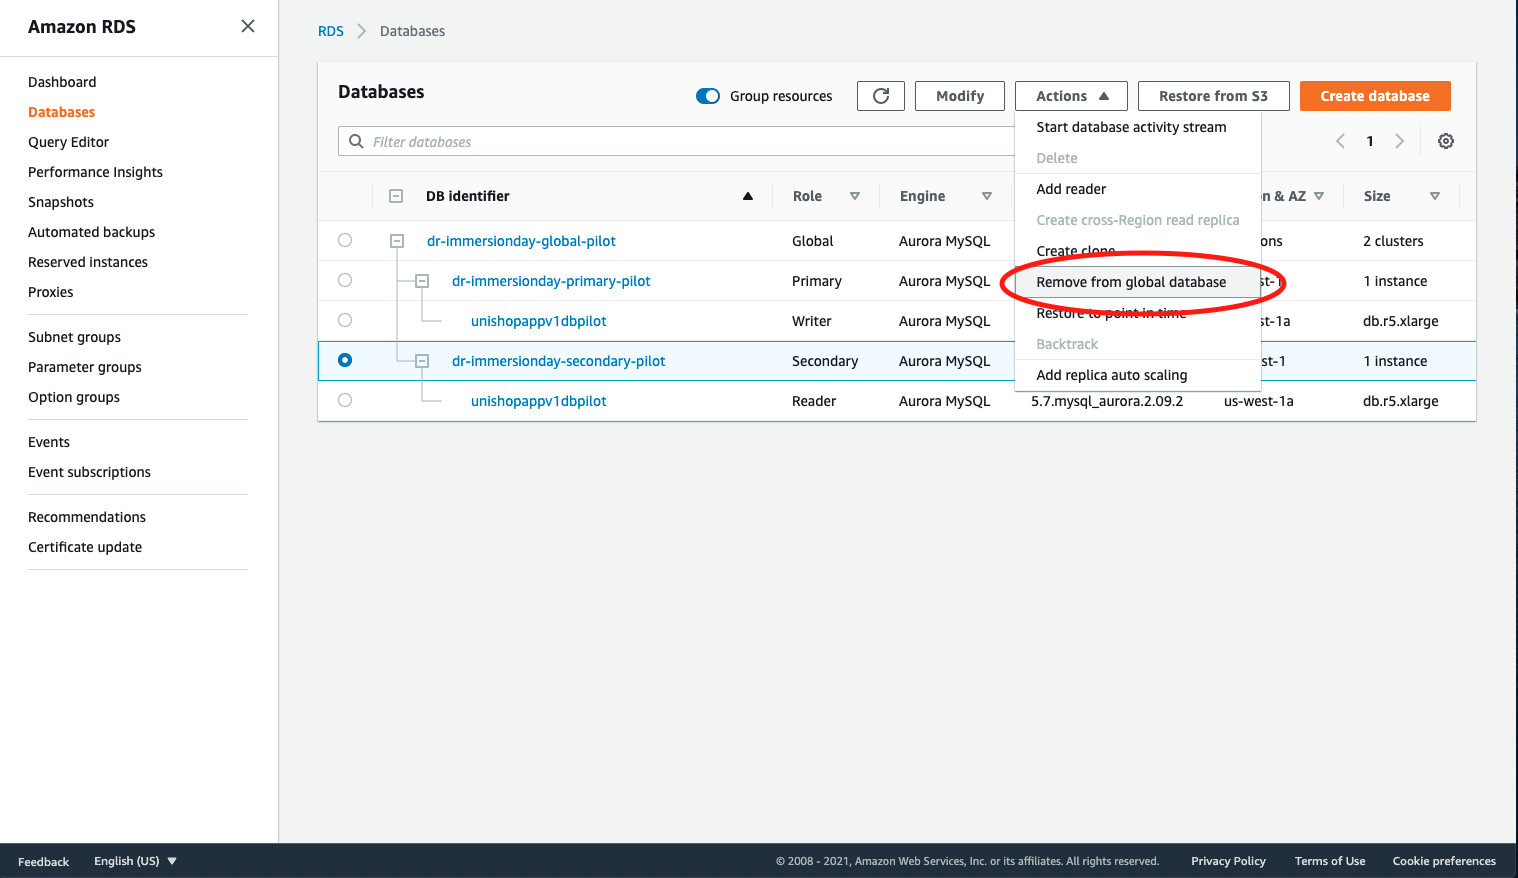 Amazon RDS
Dashboard
Databases
Query Editor
Performance Insights
Snapshots
Automated backups
Reserved instances
Proxies
Subnet groups
Parameter groups
Option groups
Events
Event subscriptions
Recommendations
Certificate update
RDS Databases
Databases
Group resources Modify Actions Restore from S3 Create database
Filter databases
1
Start database activity stream
Delete
Add reader
Create cross-Region read replica
Create clone
Remove from global database
Restore to point in time
Backtrack
Add replica auto scaling
DB identifier Role Engine n & AZ Size
dr-immersionday-global-pilot Global Aurora MySQL ons 2 clusters
dr-immersionday-primary-pilot Primary Aurora MySQL st-1 1 instance
unishopappv1dbpilot Writer Aurora MySQL st-1a db.r5.xlarge
dr-immersionday-secondary-pilot Secondary Aurora MySQL st-1 1 instance
unishopappv1dbpilot Reader Aurora MySQL 5.7.mysql_aurora.2.09.2 us-west-1a db.r5.xlarge
Feedback English (US) © 2008 - 2021, Amazon Web Services, Inc. or its affiliates. All rights reserved. Privacy Policy Terms of Use Cookie preferences